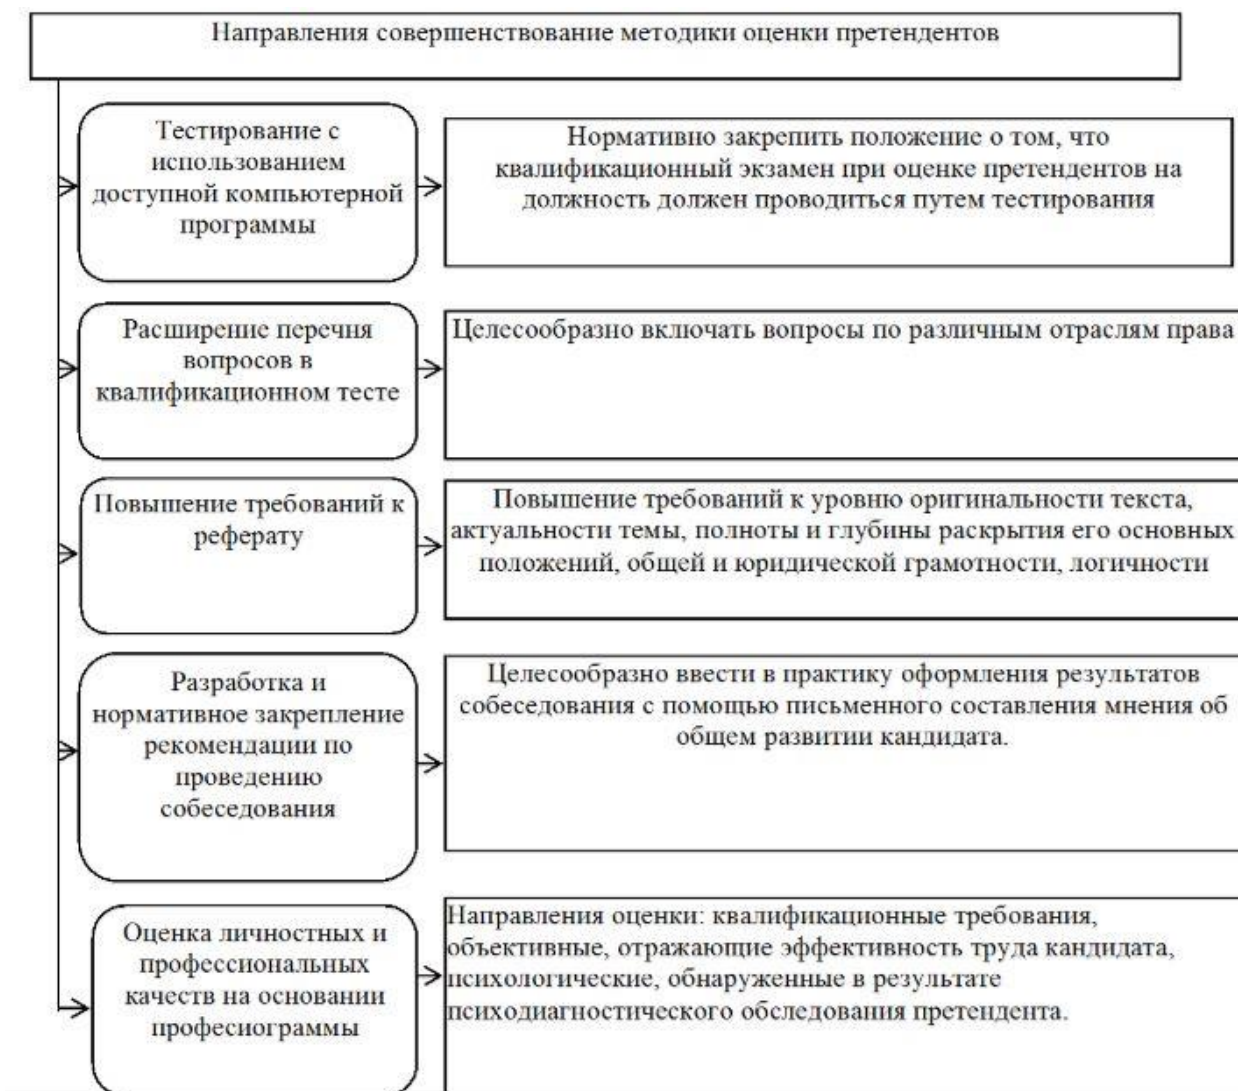 Направления совершенствование методики оценки претендентов
Тестирование с
использованием
доступной компьютерной
программы
Нормативно закрепить положение о том, что
квалификационный экзамен при оценке претендентов на
должность должен проводиться путем тестирования
Расширение перечня
вопросов в
квалификационном тесте
Целесообразно включать вопросы по различным отраслям права
Повышение требований к
реферату
Повышение требований к уровню оригинальности текста,
актуальности темы, полноты и глубины раскрытия его основных
положений, общей и юридической грамотности, логичности
Разработка и
нормативное закрепление
рекомендации по
проведению
собеседования
Целесообразно ввести в практику оформления результатов
собеседования с помощью письменного составления мнения об
общем развитии кандидата.
Оценка личностных и
профессиональных
качеств на основании
професиограммы
Направления оценки: квалификационные требования,
объективные, отражающие эффективность труда кандидата,
психологические, обнаруженные в результате
психодиагностического обследования претендента.